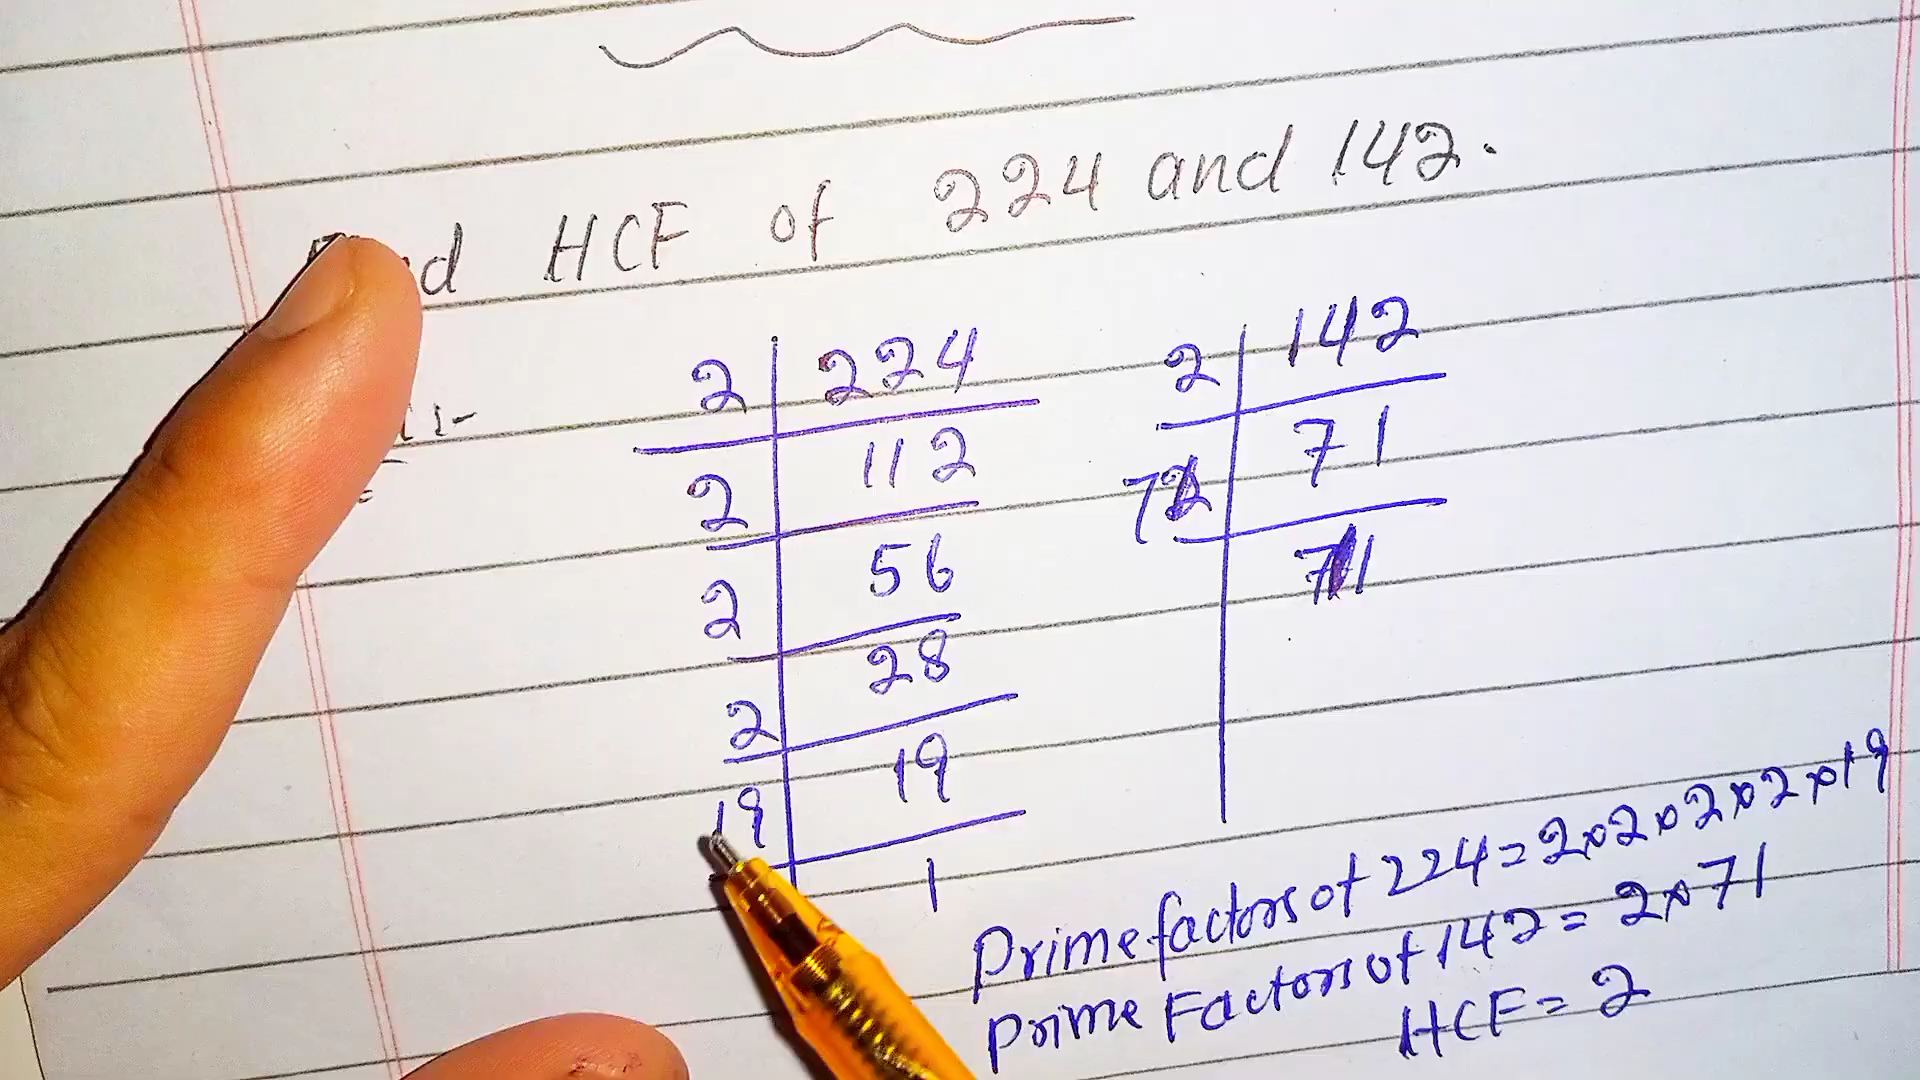 d HCF of 224 and 142.
2 224
2 112
2 56
2 28
19 19
1
2 142
71
1
Prime factors of 224 = 2×2×2×2×19
Prime Factors of 142 = 2×71
HCF = 2